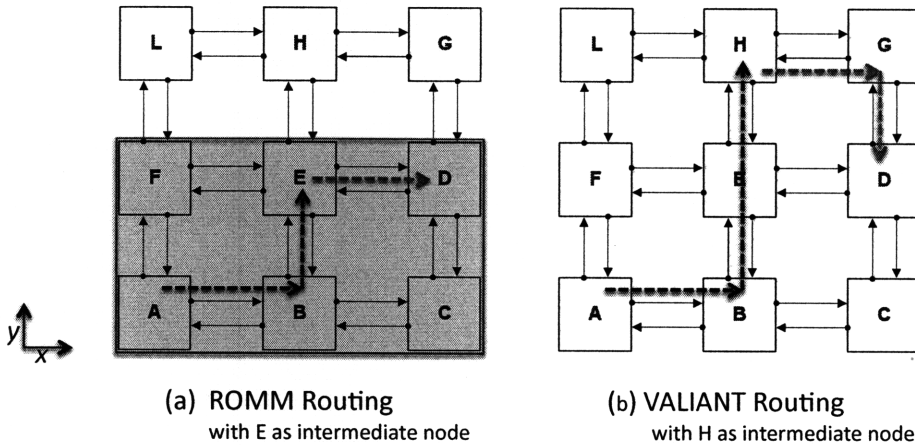 L H G
F E D
A B C
y
x
(a) ROMM Routing
with E as intermediate node
L H G
F E D
A B C
(b) VALIANT Routing
with H as intermediate node